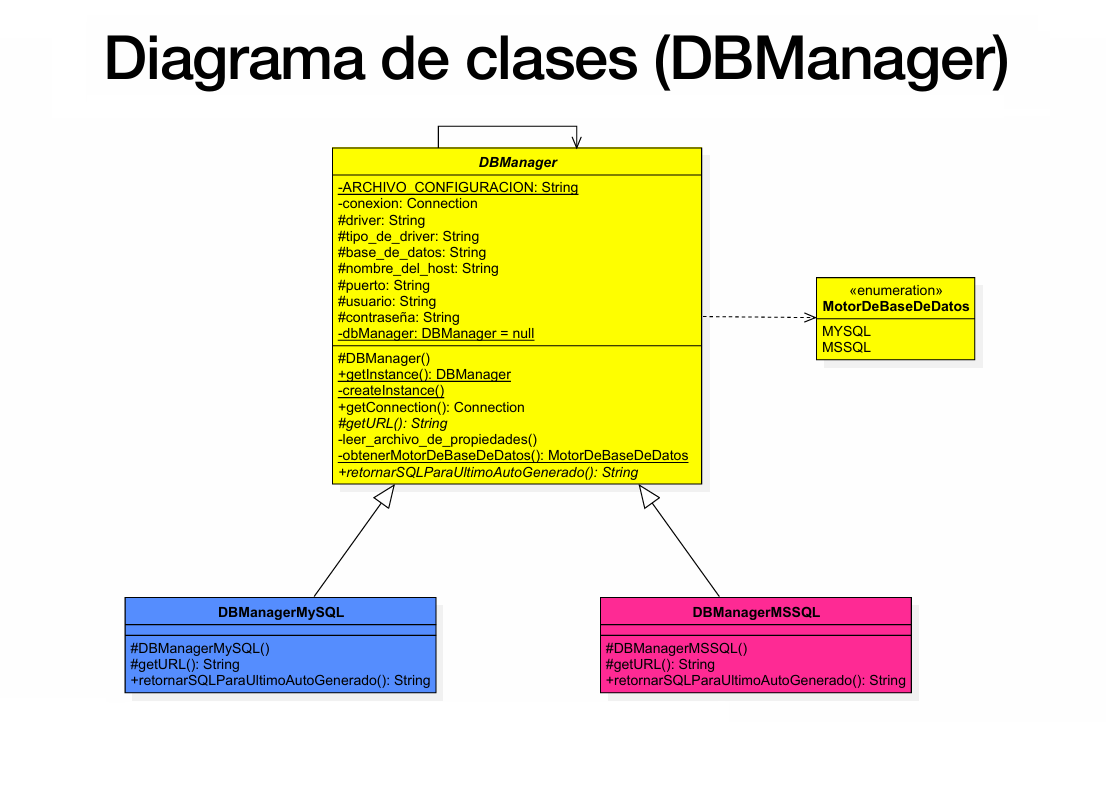 Diagrama de clases (DBManager)
DBManager
-ARCHIVO_CONFIGURACION: String
-conexion: Connection
#driver: String
#tipo_de_driver: String
#base_de_datos: String
#nombre_del_host: String
#puerto: String
#usuario: String
#contraseña: String
-dbManager: DBManager = null
#DBManager()
+getInstance(): DBManager
-createInstance()
+getConnection(): Connection
#getURL(): String
-leer_archivo_de_propiedades()
-obtenerMotorDeBaseDeDatos(): MotorDeBaseDeDatos
+retornarSQLParaUltimoAutoGenerado(): String
«enumeration»
MotorDeBaseDeDatos
MYSQL
MSSQL
DBManagerMySQL
#DBManagerMySQL()
#getURL(): String
+retornarSQLParaUltimoAutoGenerado(): String
DBManagerMSSQL
#DBManagerMSSQL()
#getURL(): String
+retornarSQLParaUltimoAutoGenerado(): String